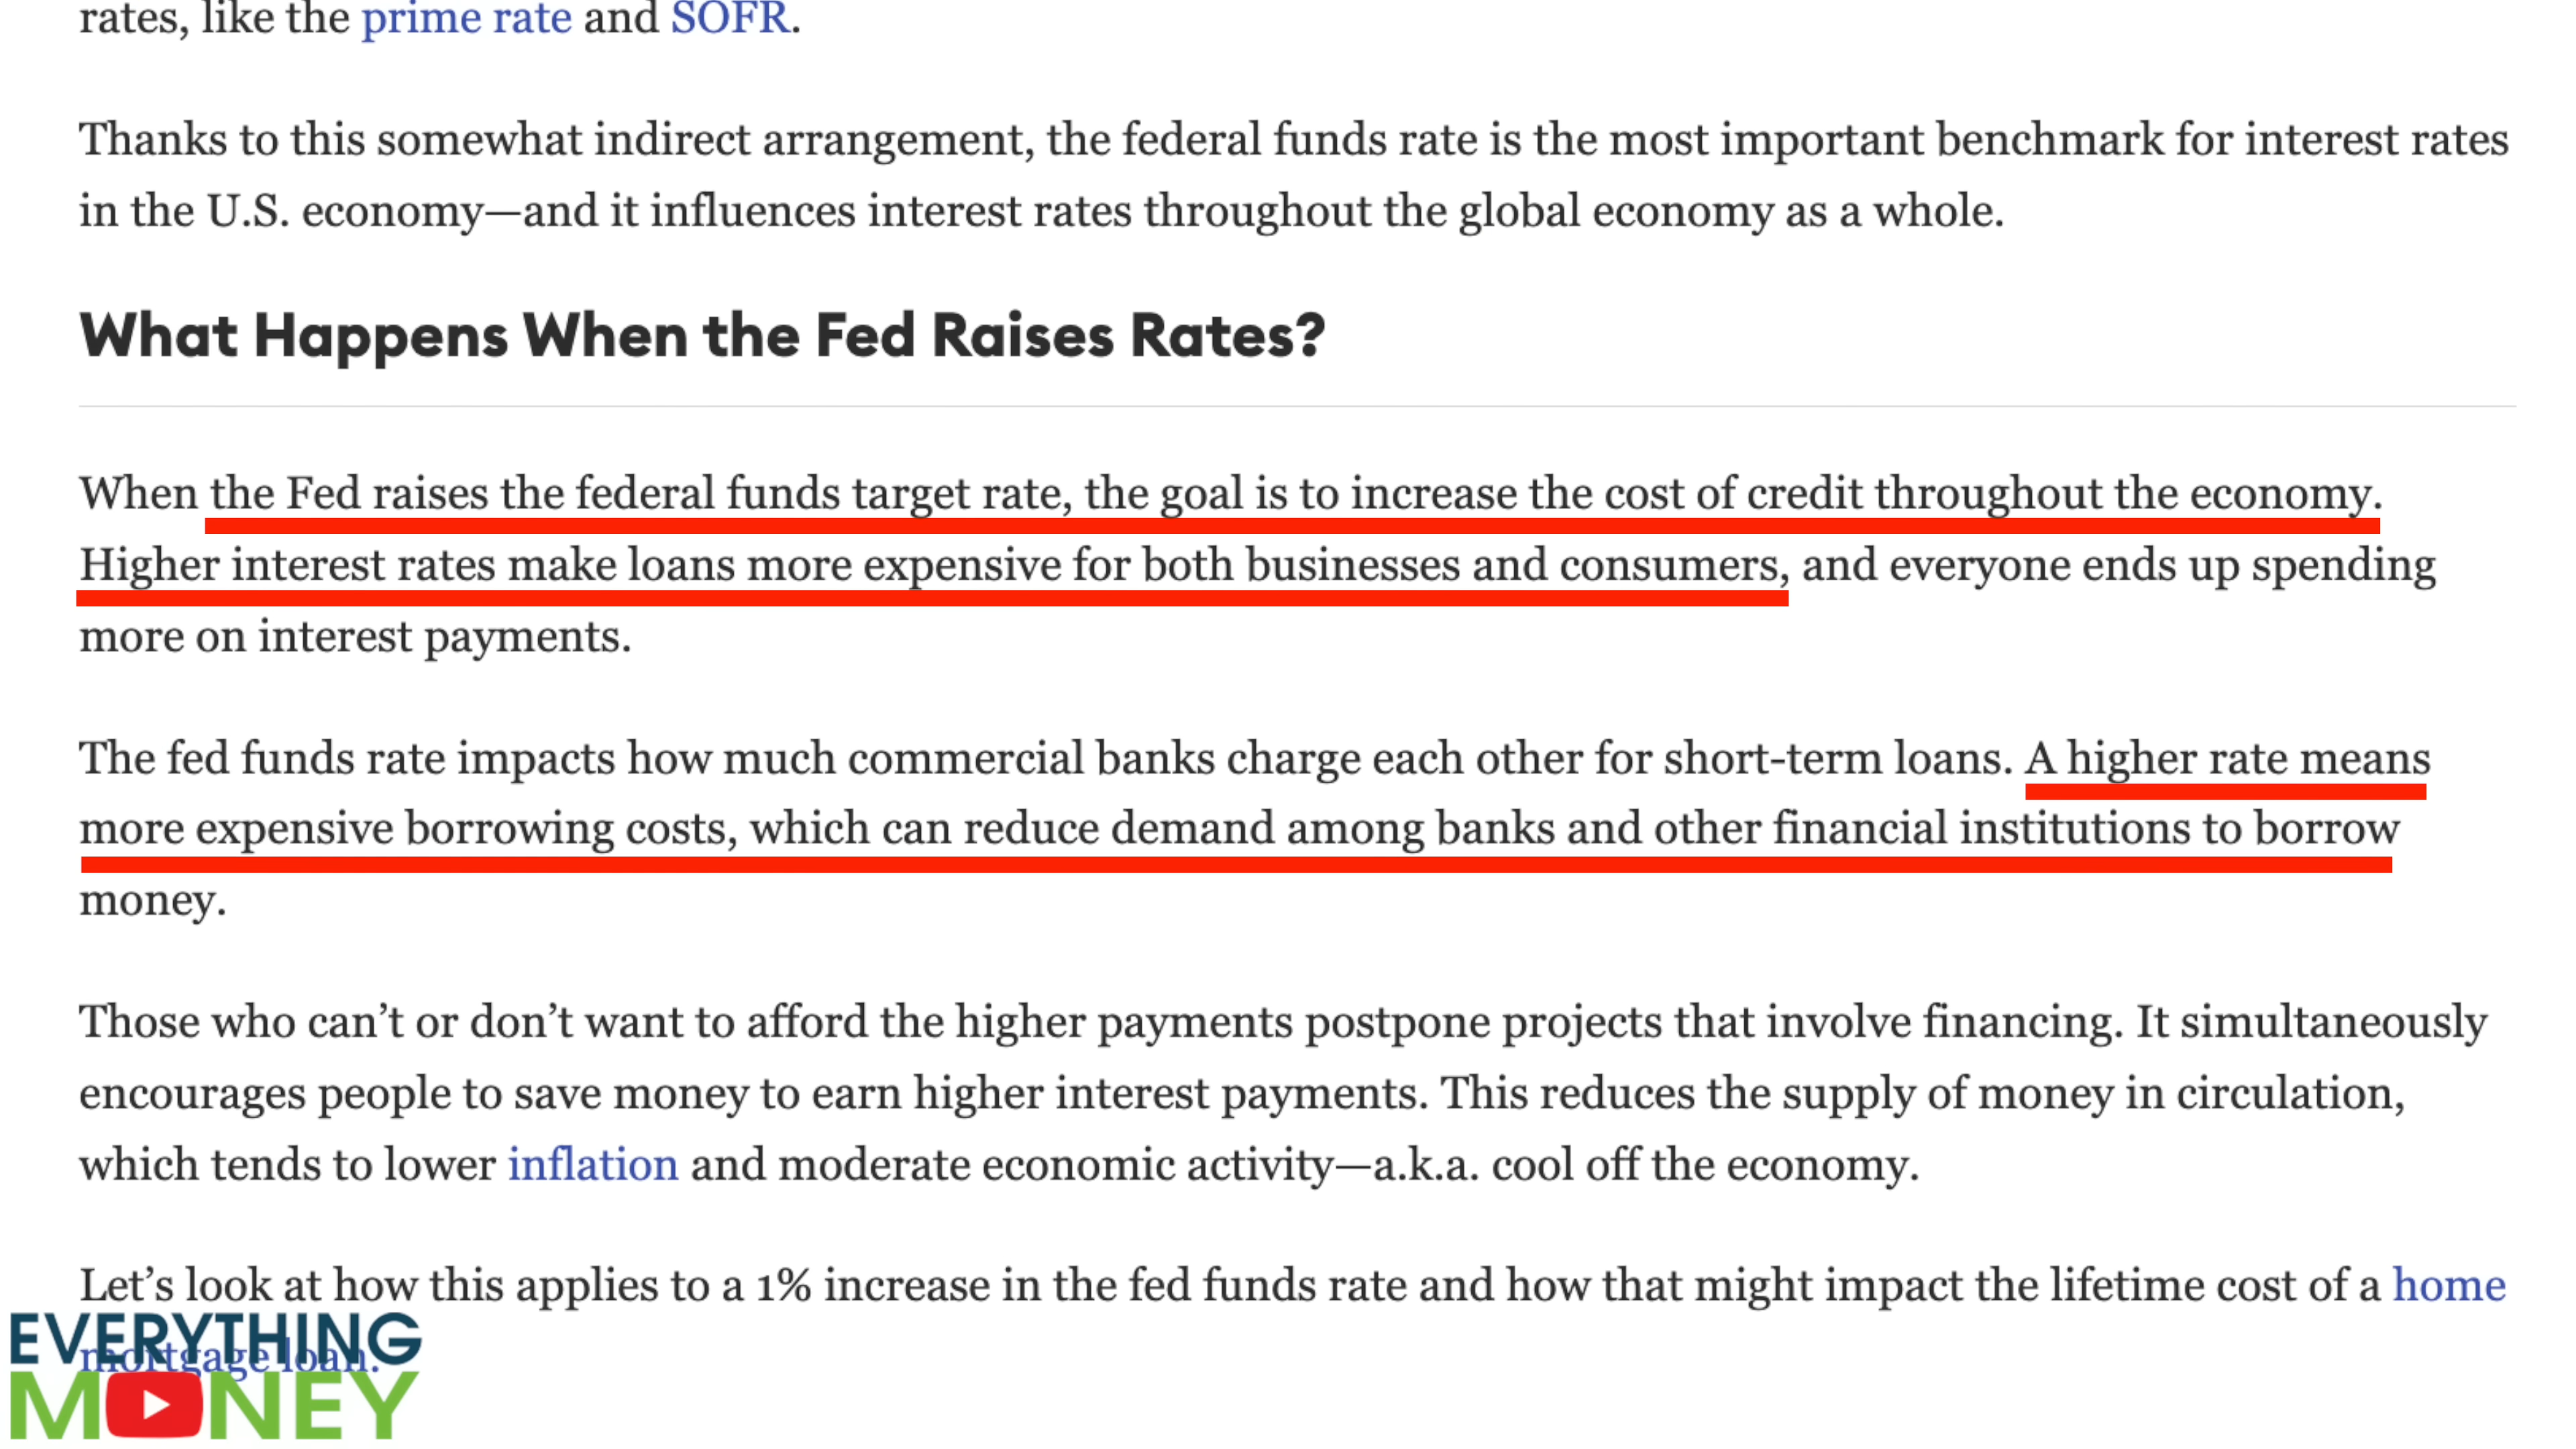 rates, like the prime rate and SOFR.
Thanks to this somewhat indirect arrangement, the federal funds rate is the most important benchmark for interest rates
in the U.S. economy—and it influences interest rates throughout the global economy as a whole.
What Happens When the Fed Raises Rates?
When the Fed raises the federal funds target rate, the goal is to increase the cost of credit throughout the economy.
Higher interest rates make loans more expensive for both businesses and consumers, and everyone ends up spending
more on interest payments.
The fed funds rate impacts how much commercial banks charge each other for short-term loans. A higher rate means
more expensive borrowing costs, which can reduce demand among banks and other financial institutions to borrow
money.
Those who can’t or don’t want to afford the higher payments postpone projects that involve financing. It simultaneously
encourages people to save money to earn higher interest payments. This reduces the supply of money in circulation,
which tends to lower inflation and moderate economic activity—a.k.a. cool off the economy.
Let’s look at how this applies to a 1% increase in the fed funds rate and how that might impact the lifetime cost of a home
mortgage loan.
EVERYTHING
MONEY